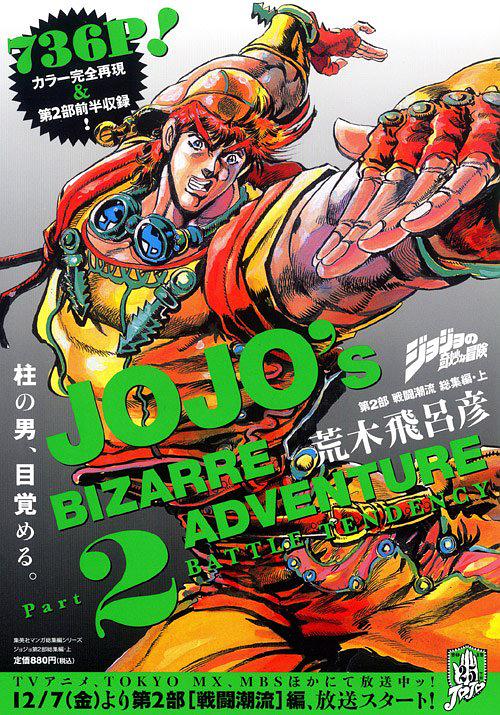 736P!
カラー完全再現
&
第2部前半収録
!
ジョジョの
奇妙な冒険
第2部 戦闘潮流 総集編・上
荒木飛呂彦
JOJO's
BIZARRE
ADVENTURE
BATTLE TENDENCY
Part 2
柱の男、目覚める。
集英社マンガ総集編シリーズ
ジョジョ第2部総集編・上
定価880円(税込)
TVアニメ、TOKYO MX、MBSほかにて放送中ッ!
12/7(金)より第2部[戦闘潮流]編、放送スタート!
25
JOJO